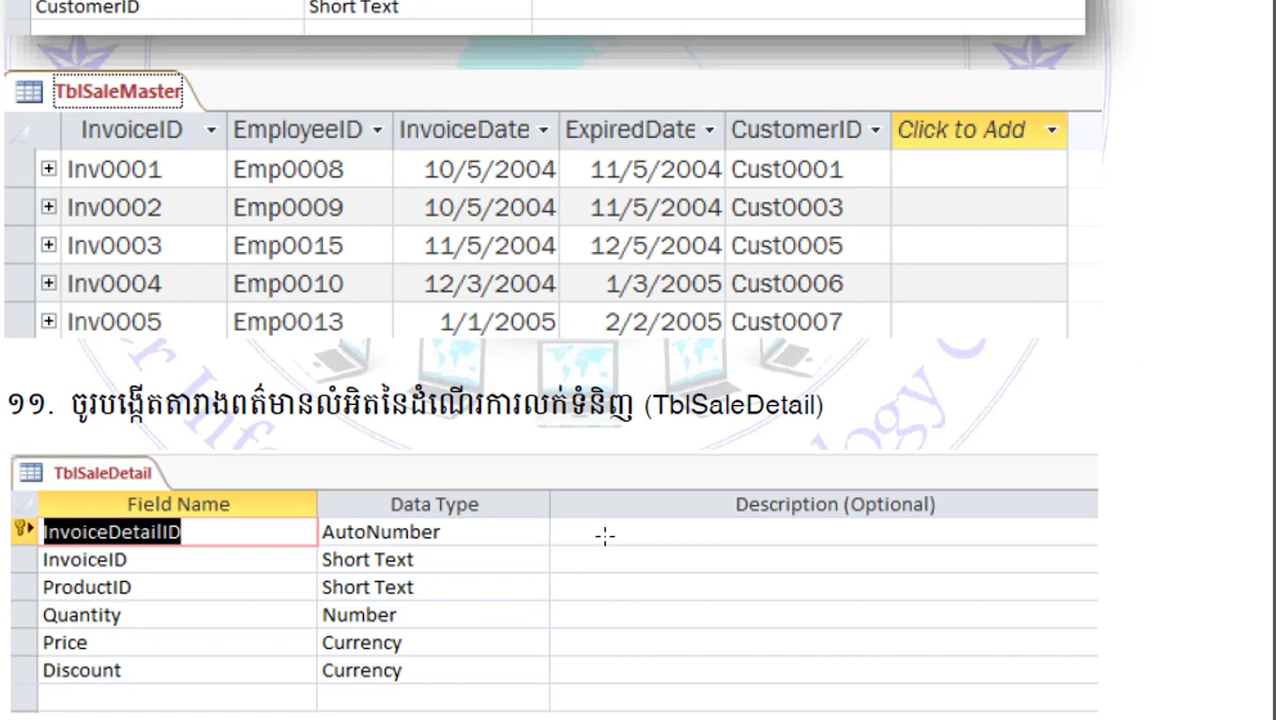 CustomerID Short Text
TblSaleMaster
InvoiceID EmployeeID InvoiceDate ExpiredDate CustomerID Click to Add
Inv0001 Emp0008 10/5/2004 11/5/2004 Cust0001
Inv0002 Emp0009 10/5/2004 11/5/2004 Cust0003
Inv0003 Emp0015 11/5/2004 12/5/2004 Cust0005
Inv0004 Emp0010 12/3/2004 1/3/2005 Cust0006
Inv0005 Emp0013 1/1/2005 2/2/2005 Cust0007
១១. ចូរបង្កើតតារាងពត៌មានលំអិតនៃដំណើរការលក់ទំនិញ (TblSaleDetail)
TblSaleDetail
Field Name Data Type Description (Optional)
InvoiceDetailID AutoNumber
InvoiceID Short Text
ProductID Short Text
Quantity Number
Price Currency
Discount Currency